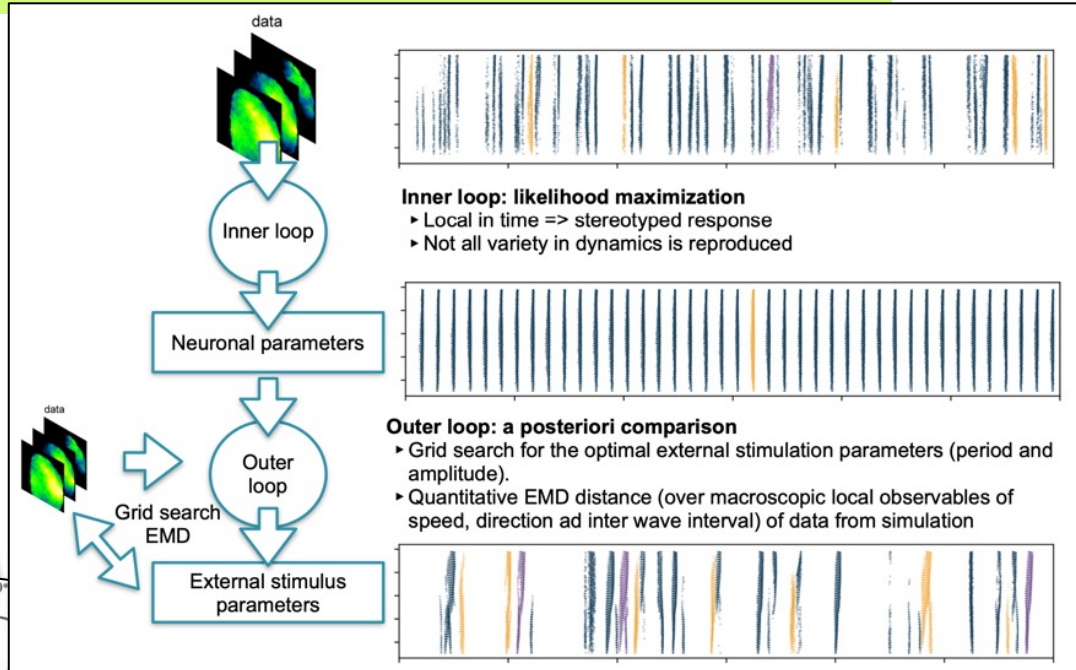 data
Inner loop
Neuronal parameters
data
Outer
loop
Grid search
EMD
External stimulus
parameters
Inner loop: likelihood maximization
‣ Local in time => stereotyped response
‣ Not all variety in dynamics is reproduced
Outer loop: a posteriori comparison
‣ Grid search for the optimal external stimulation parameters (period and
amplitude).
‣ Quantitative EMD distance (over macroscopic local observables of
speed, direction ad inter wave interval) of data from simulation